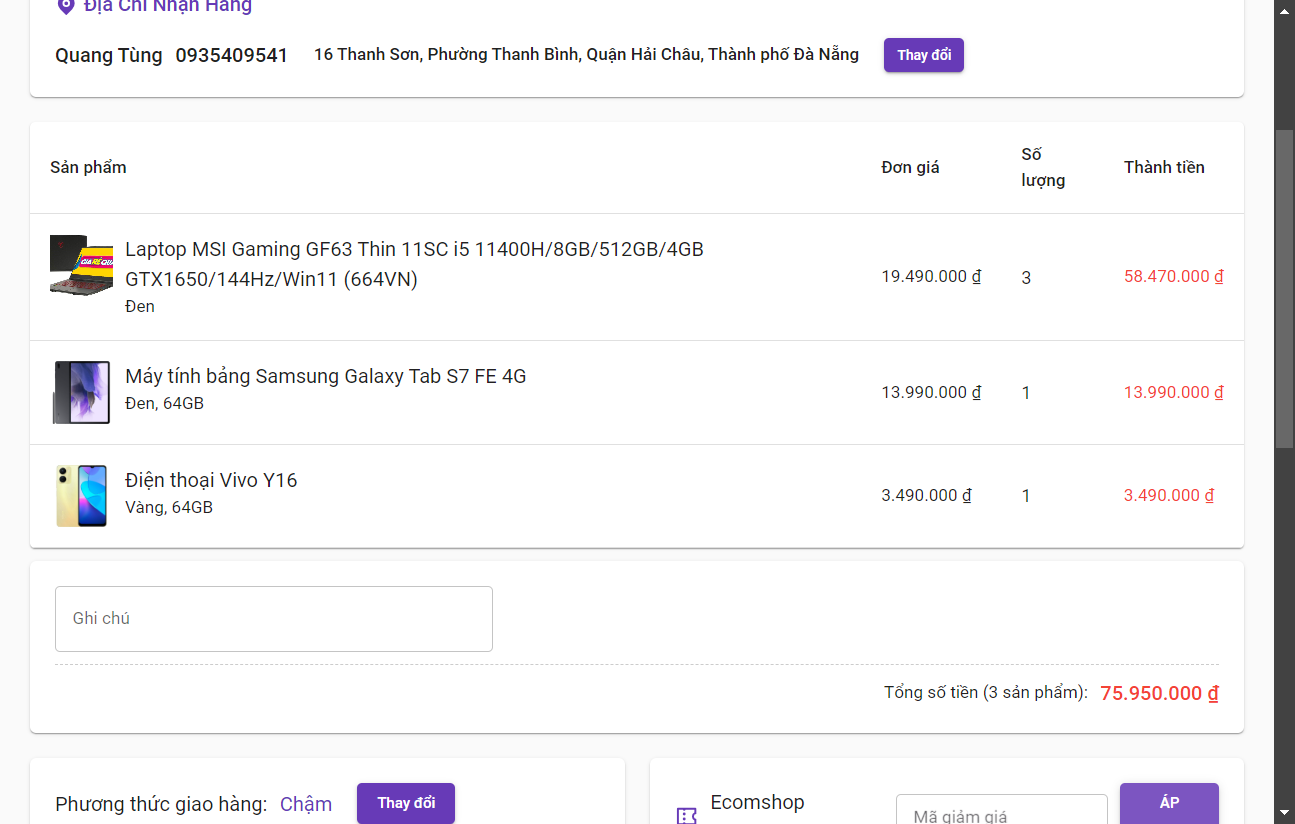 Địa Chỉ Nhận Hàng
Quang Tùng 0935409541 16 Thanh Sơn, Phường Thanh Bình, Quận Hải Châu, Thành phố Đà Nẵng Thay đổi
Sản phẩm Đơn giá Số lượng Thành tiền
Laptop MSI Gaming GF63 Thin 11SC i5 11400H/8GB/512GB/4GB
GTX1650/144Hz/Win11 (664VN)
Đen
19.490.000 ₫ 3 58.470.000 ₫
Máy tính bảng Samsung Galaxy Tab S7 FE 4G
Đen, 64GB
13.990.000 ₫ 1 13.990.000 ₫
Điện thoại Vivo Y16
Vàng, 64GB
3.490.000 ₫ 1 3.490.000 ₫
Ghi chú
Tổng số tiền (3 sản phẩm): 75.950.000 ₫
Phương thức giao hàng: Chậm Thay đổi
Ecomshop Mã giảm giá ÁP